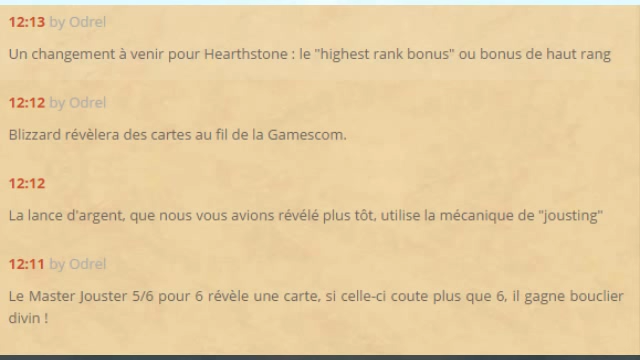 12:13 by Odrel
Un changement à venir pour Hearthstone : le "highest rank bonus" ou bonus de haut rang
12:12 by Odrel
Blizzard révèlera des cartes au fil de la Gamescom.
12:12
La lance d'argent, que nous vous avions révélé plus tôt, utilise la mécanique de "jousting"
12:11 by Odrel
Le Master Jouster 5/6 pour 6 révèle une carte, si celle-ci coute plus que 6, il gagne bouclier
divin !